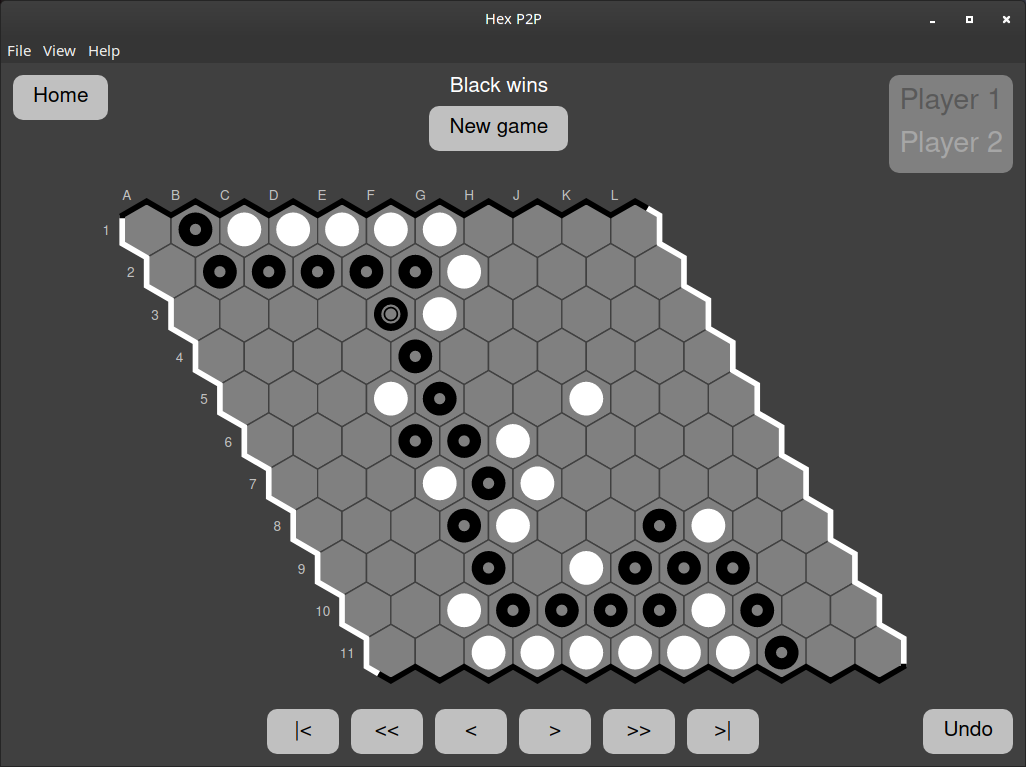 Hex P2P
File View Help
Home
Black wins
New game
Player 1
Player 2
A B C D E F G H J K L
1
2
3
4
5
6
7
8
9
10
11
|< << < > >> >| Undo